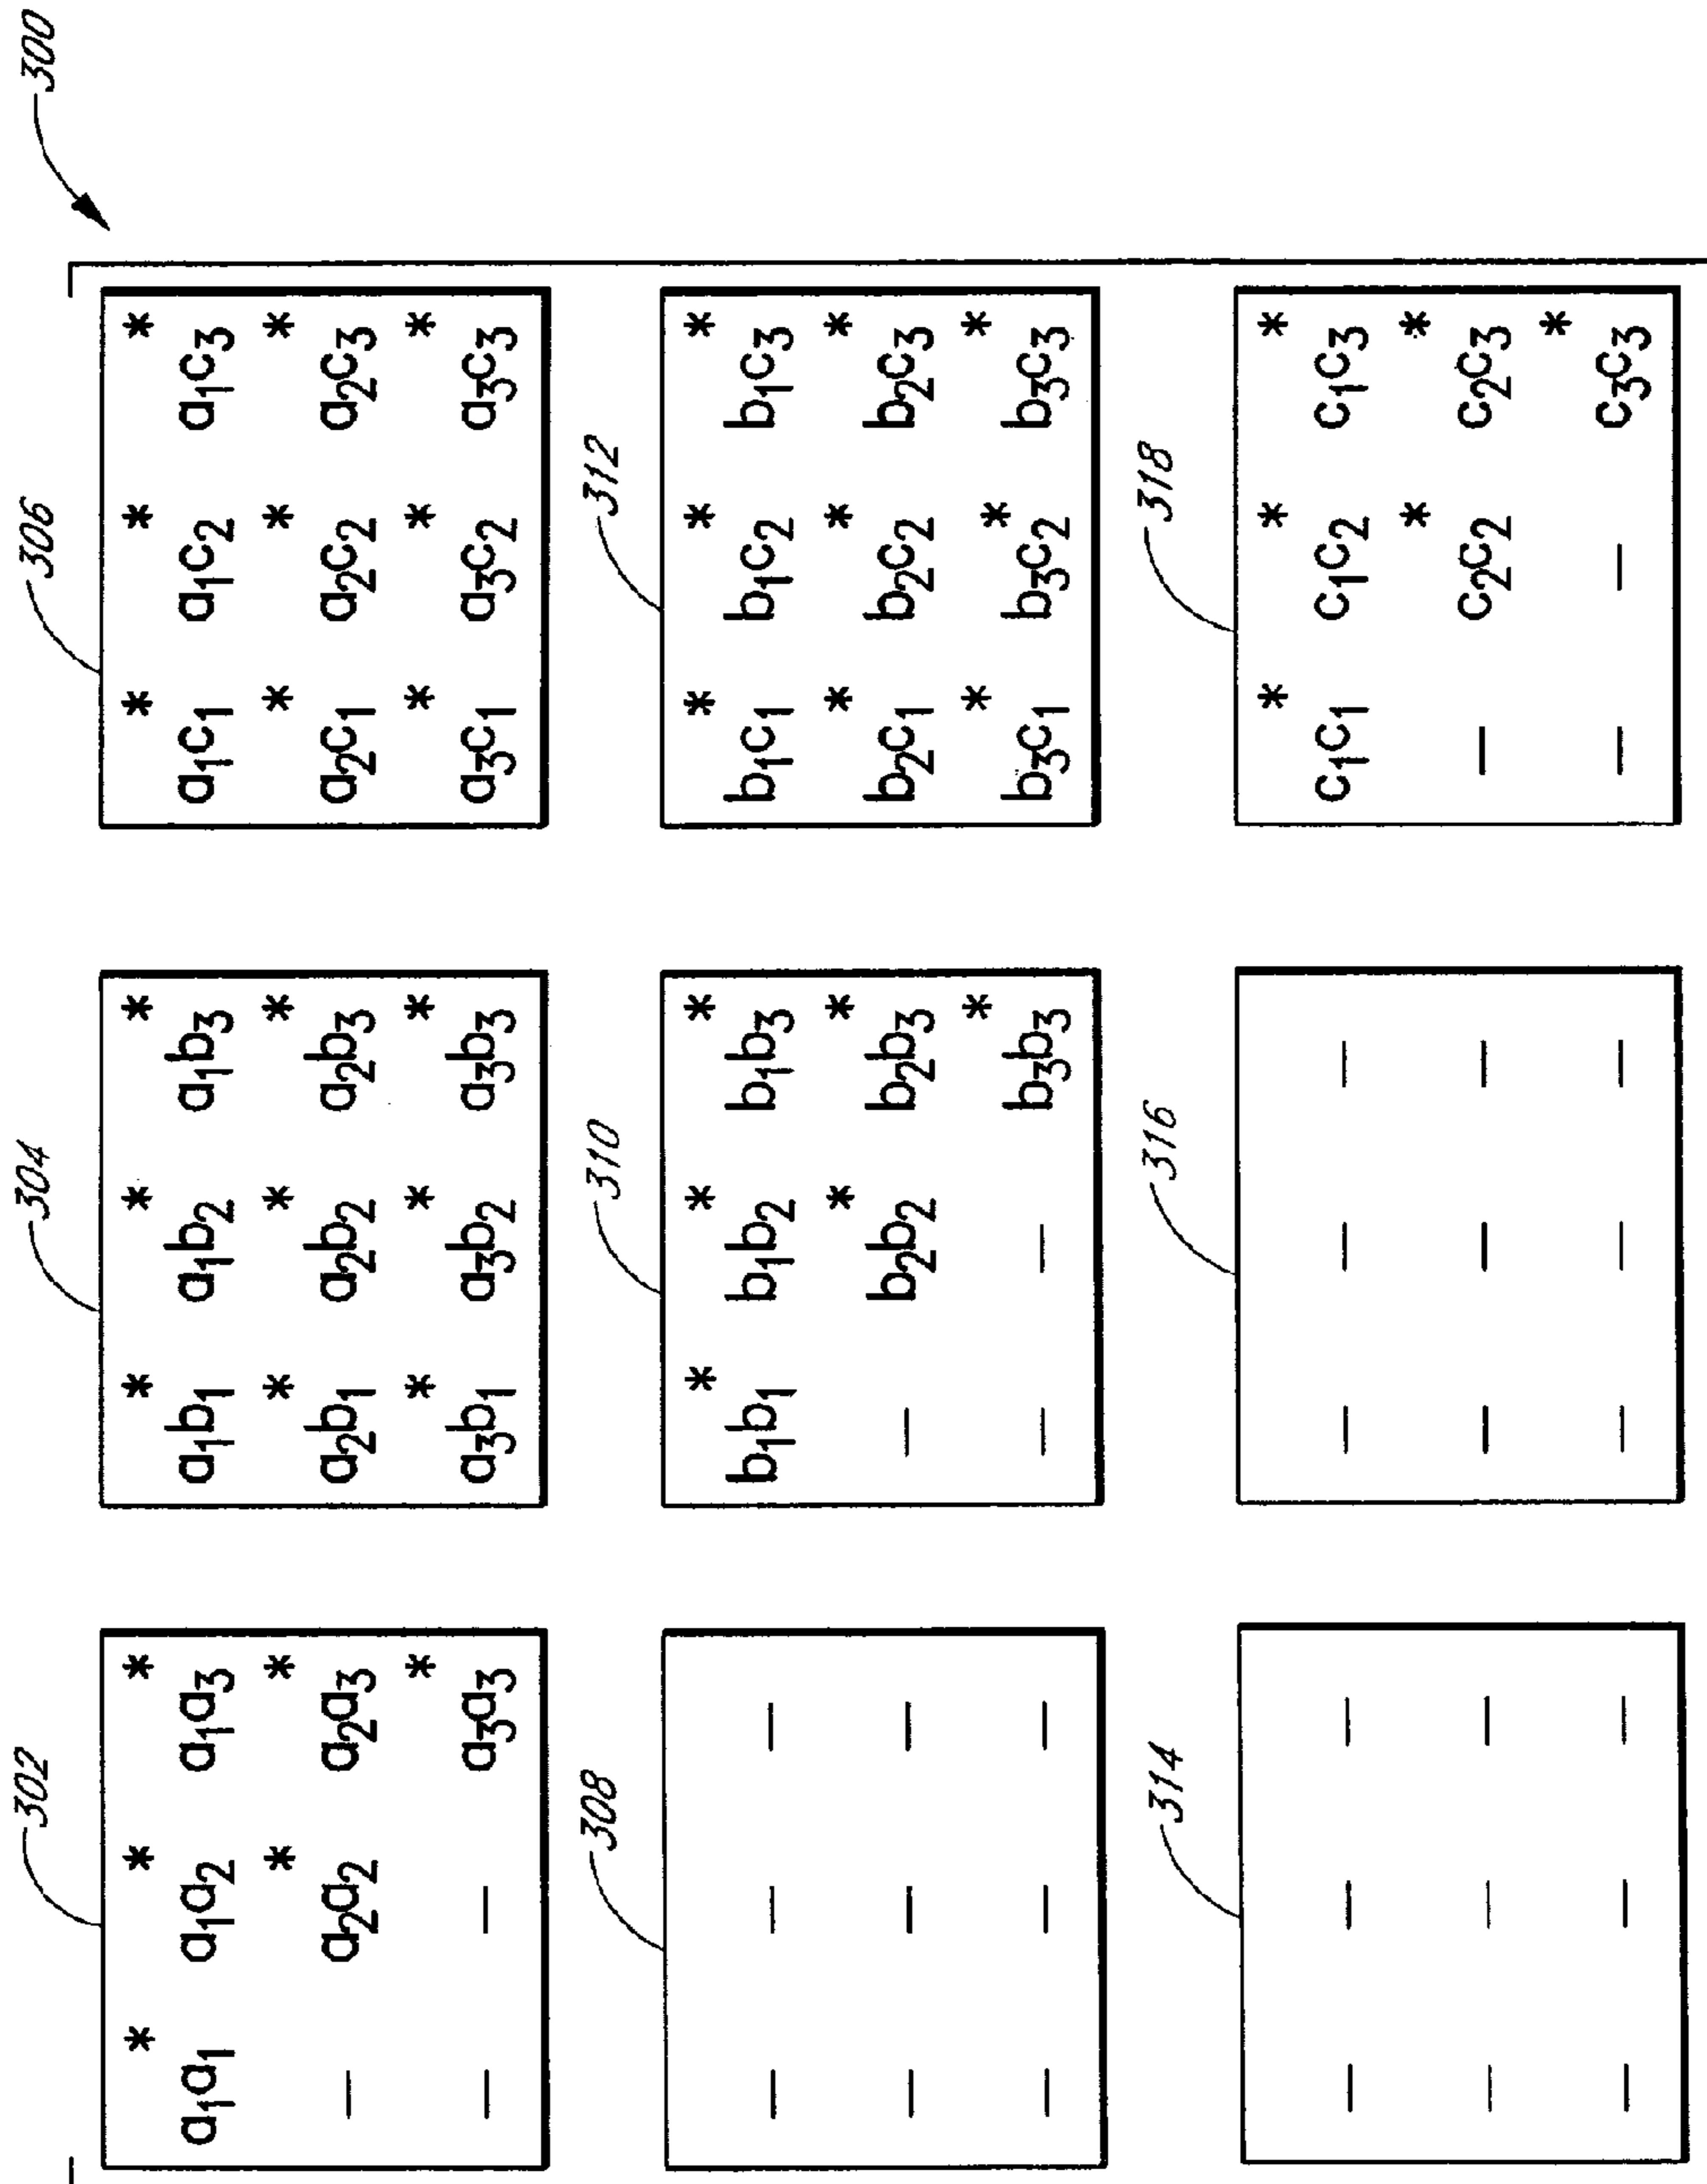 300
302 304 306
a₁a₁* a₁a₂* a₁a₃* a₁b₁* a₁b₂* a₁b₃* a₁c₁* a₁c₂* a₁c₃*
— a₂a₂* a₂a₃* a₂b₁* a₂b₂* a₂b₃* a₂c₁* a₂c₂* a₂c₃*
— — a₃a₃* a₃b₁* a₃b₂* a₃b₃* a₃c₁* a₃c₂* a₃c₃*
308 310 312
— — — b₁b₁* b₁b₂* b₁b₃* b₁c₁* b₁c₂* b₁c₃*
— — — — b₂b₂* b₂b₃* b₂c₁* b₂c₂* b₂c₃*
— — — — — b₃b₃* b₃c₁* b₃c₂* b₃c₃*
314 316 318
— — — — — — c₁c₁* c₁c₂* c₁c₃*
— — — — — — — c₂c₂* c₂c₃*
— — — — — — — — c₃c₃*